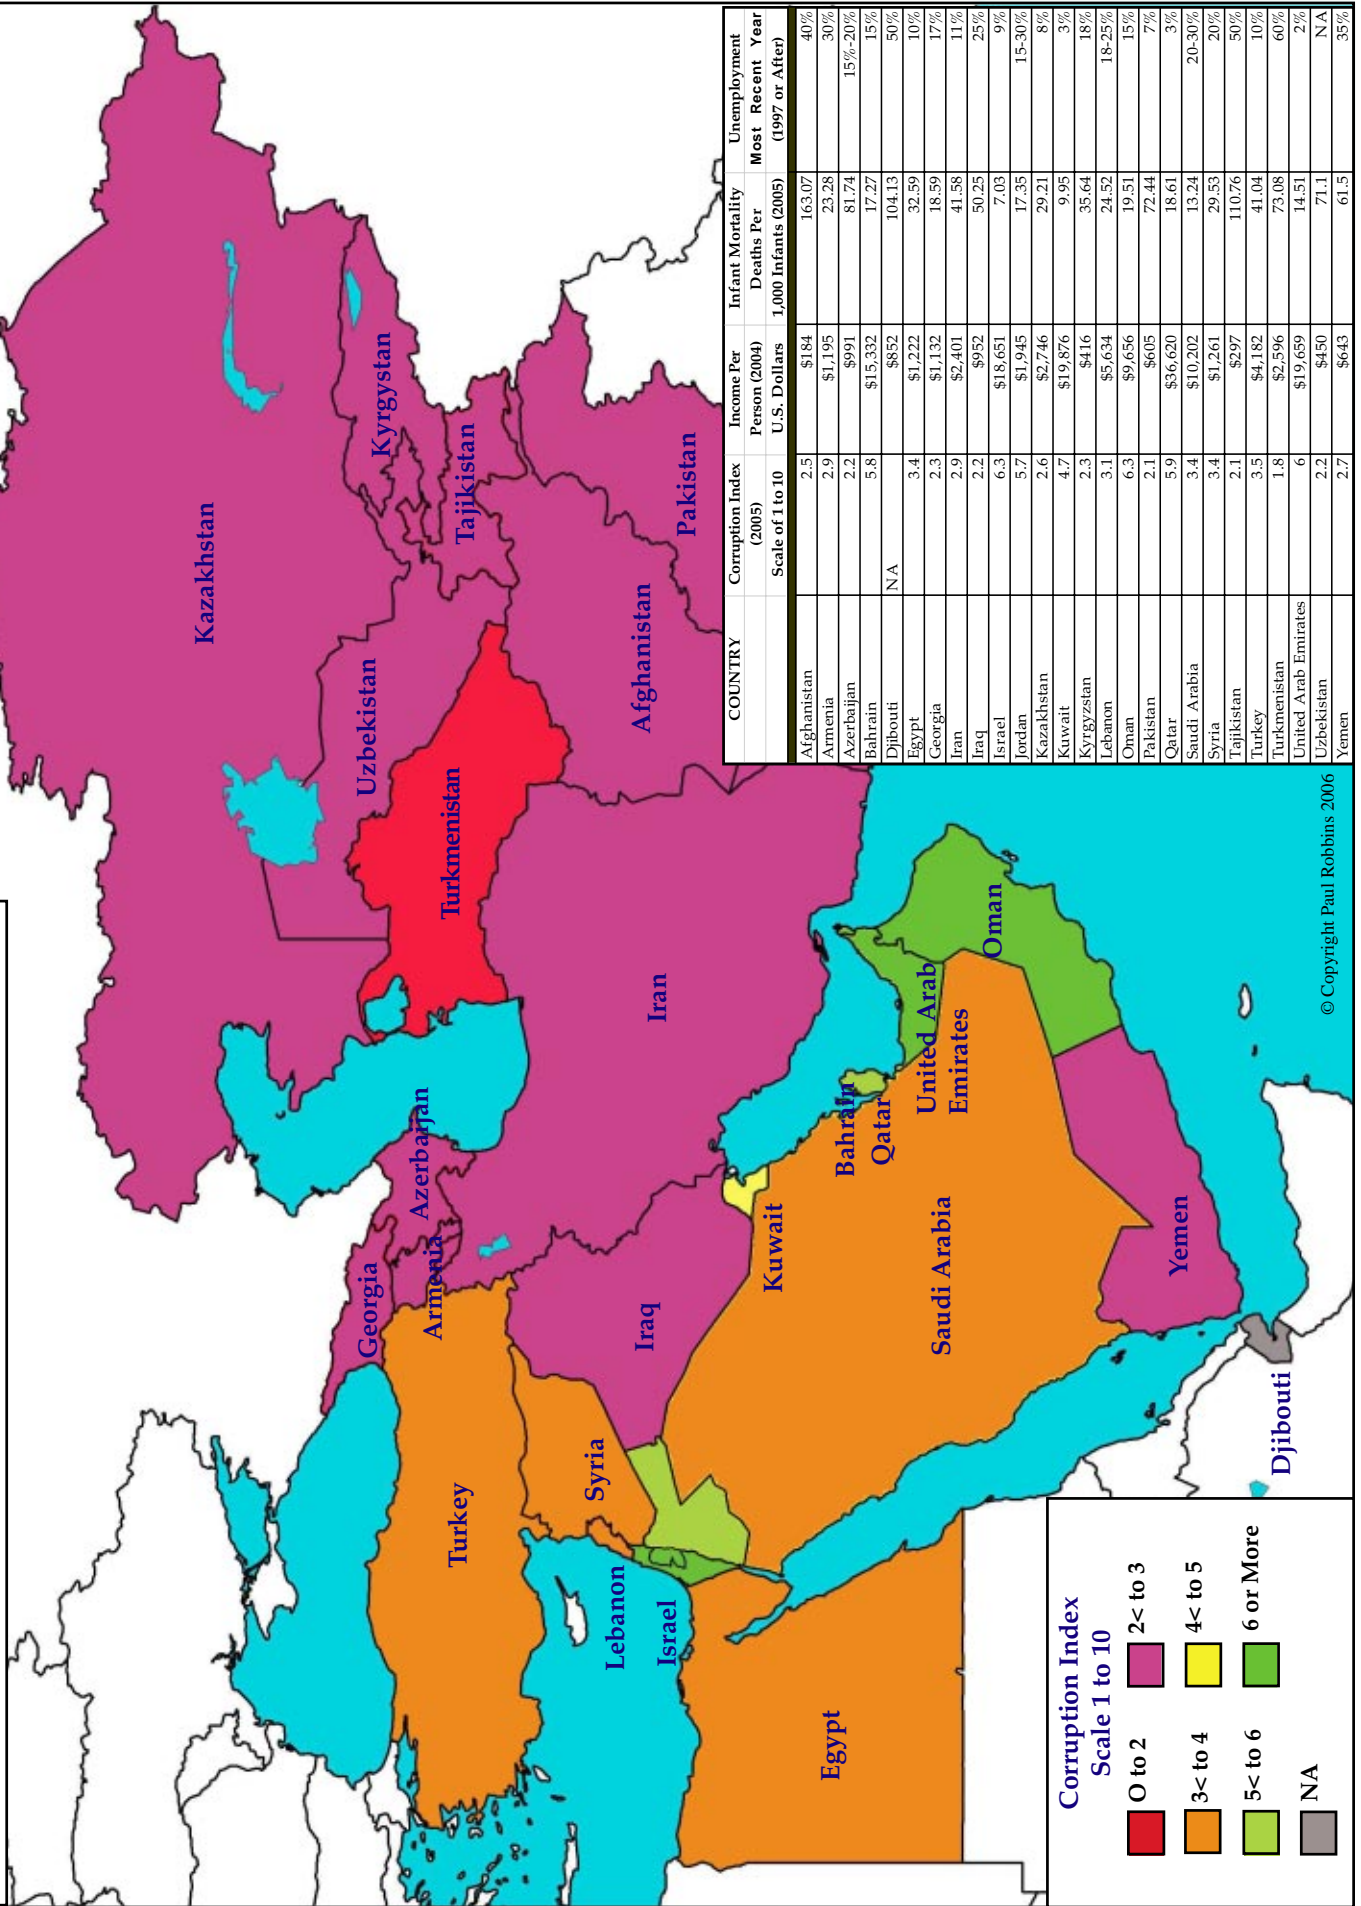 Kazakhstan
Kyrgystan
Tajikistan
Uzbekistan
Turkmenistan
Afghanistan
Pakistan
Georgia
Armenia
Azerbaijan
Turkey
Syria
Lebanon
Israel
Iraq
Iran
Kuwait
Bahrain
Qatar
United Arab
Emirates
Oman
Saudi Arabia
Yemen
Egypt
Djibouti
Corruption Index
Scale 1 to 10
O to 2 2< to 3
3< to 4 4< to 5
5< to 6 6 or More
NA
© Copyright Paul Robbins 2006
COUNTRY Corruption Index Income Per Infant Mortality Unemployment
(2005) Person (2004) Deaths Per Most Recent Year
Scale of 1 to 10 U.S. Dollars 1,000 Infants (2005) (1997 or After)
Afghanistan 2.5 $184 163.07 40%
Armenia 2.9 $1,195 23.28 30%
Azerbaijan 2.2 $991 81.74 15%-20%
Bahrain 5.8 $15,332 17.27 15%
Djibouti NA $852 104.13 50%
Egypt 3.4 $1,222 32.59 10%
Georgia 2.3 $1,132 18.59 17%
Iran 2.9 $2,401 41.58 11%
Iraq 2.2 $952 50.25 25%
Israel 6.3 $18,651 7.03 9%
Jordan 5.7 $1,945 17.35 15-30%
Kazakhstan 2.6 $2,746 29.21 8%
Kuwait 4.7 $19,876 9.95 3%
Kyrgyzstan 2.3 $416 35.64 18%
Lebanon 3.1 $5,634 24.52 18-25%
Oman 6.3 $9,656 19.51 15%
Pakistan 2.1 $605 72.44 7%
Qatar 5.9 $36,620 18.61 3%
Saudi Arabia 3.4 $10,202 13.24 20-30%
Syria 3.4 $1,261 29.53 20%
Tajikistan 2.1 $297 110.76 50%
Turkey 3.5 $4,182 41.04 10%
Turkmenistan 1.8 $2,596 73.08 60%
United Arab Emirates 6 $19,659 14.51 2%
Uzbekistan 2.2 $450 71.1 NA
Yemen 2.7 $643 61.5 35%